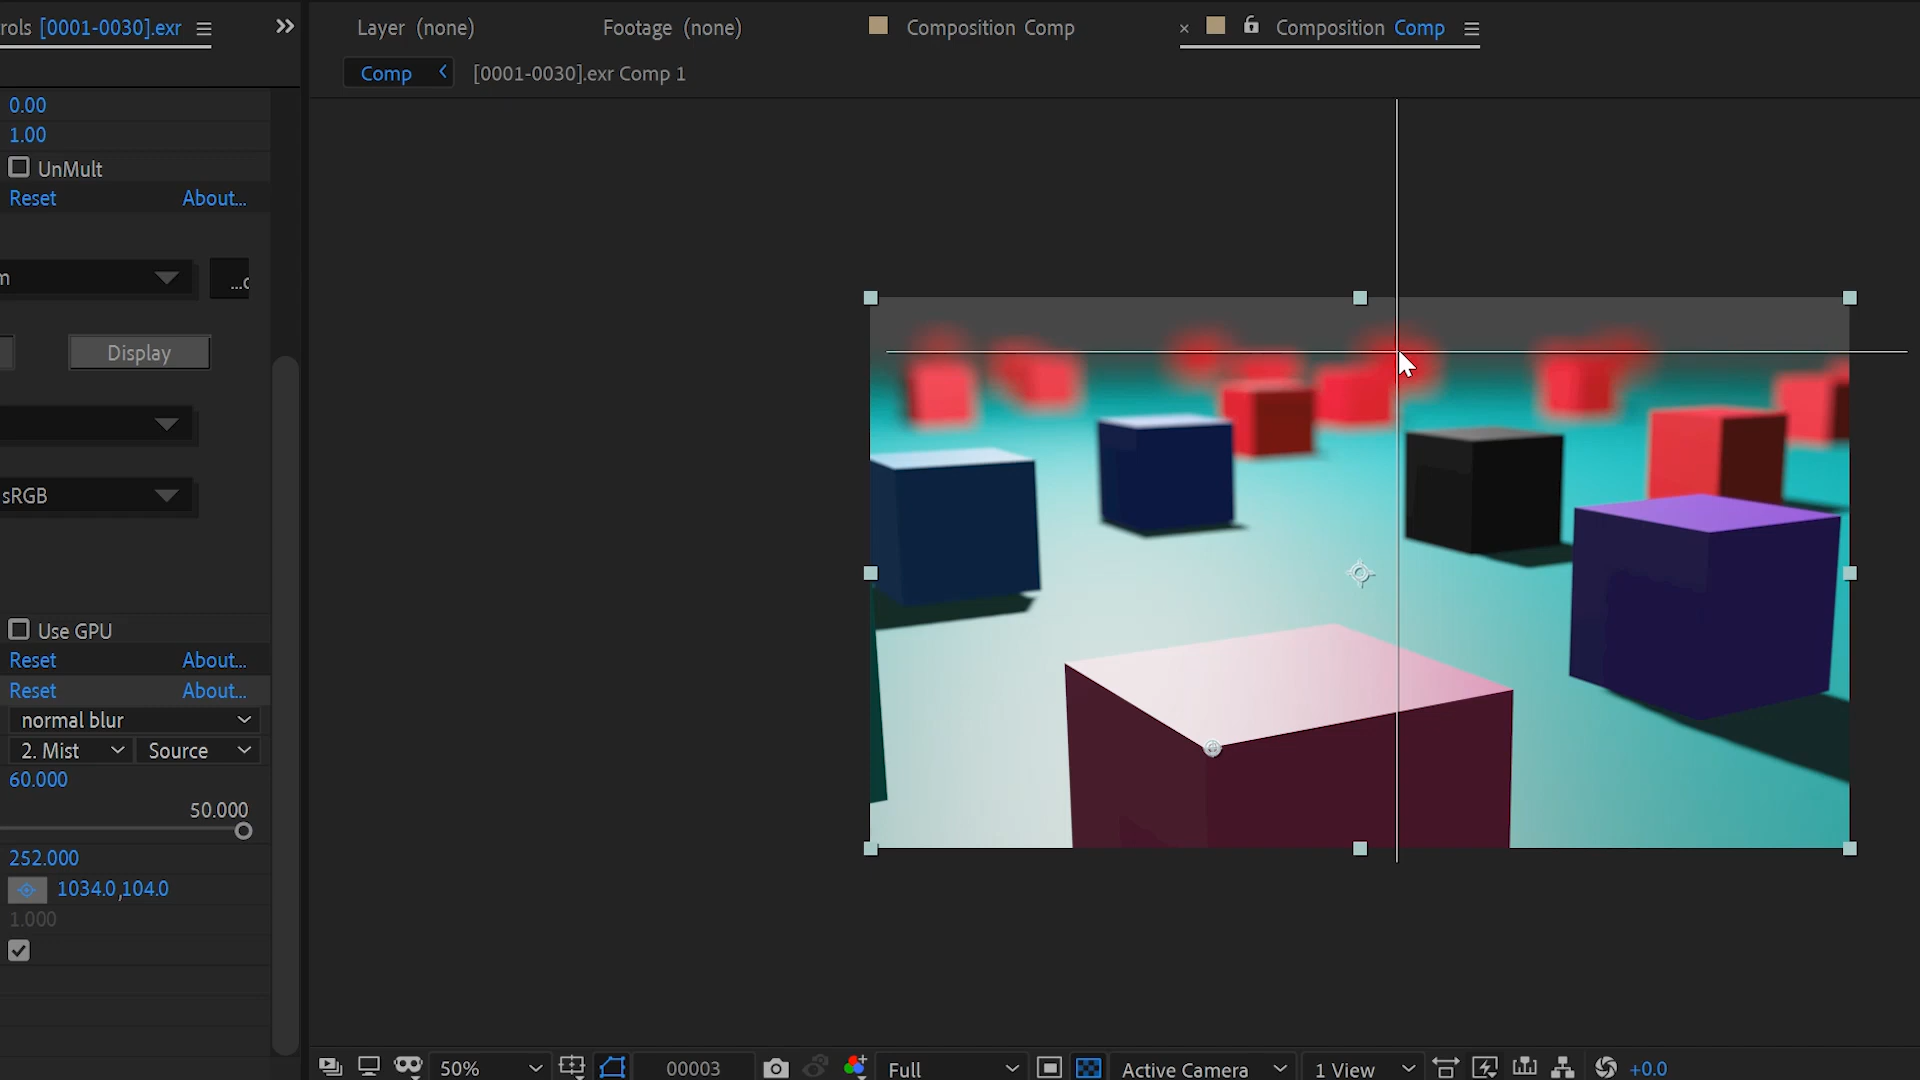 rols [0001-0030].exr
Layer (none)
Footage (none)
Composition Comp
Composition Comp
Comp
[0001-0030].exr Comp 1
0.00
1.00
UnMult
Reset About...
Display
sRGB
Use GPU
Reset About...
Reset About...
normal blur
2. Mist Source
60.000
50.000
252.000
1034.0,104.0
1.000
50%
00003
Full
Active Camera
1 View
+0.0